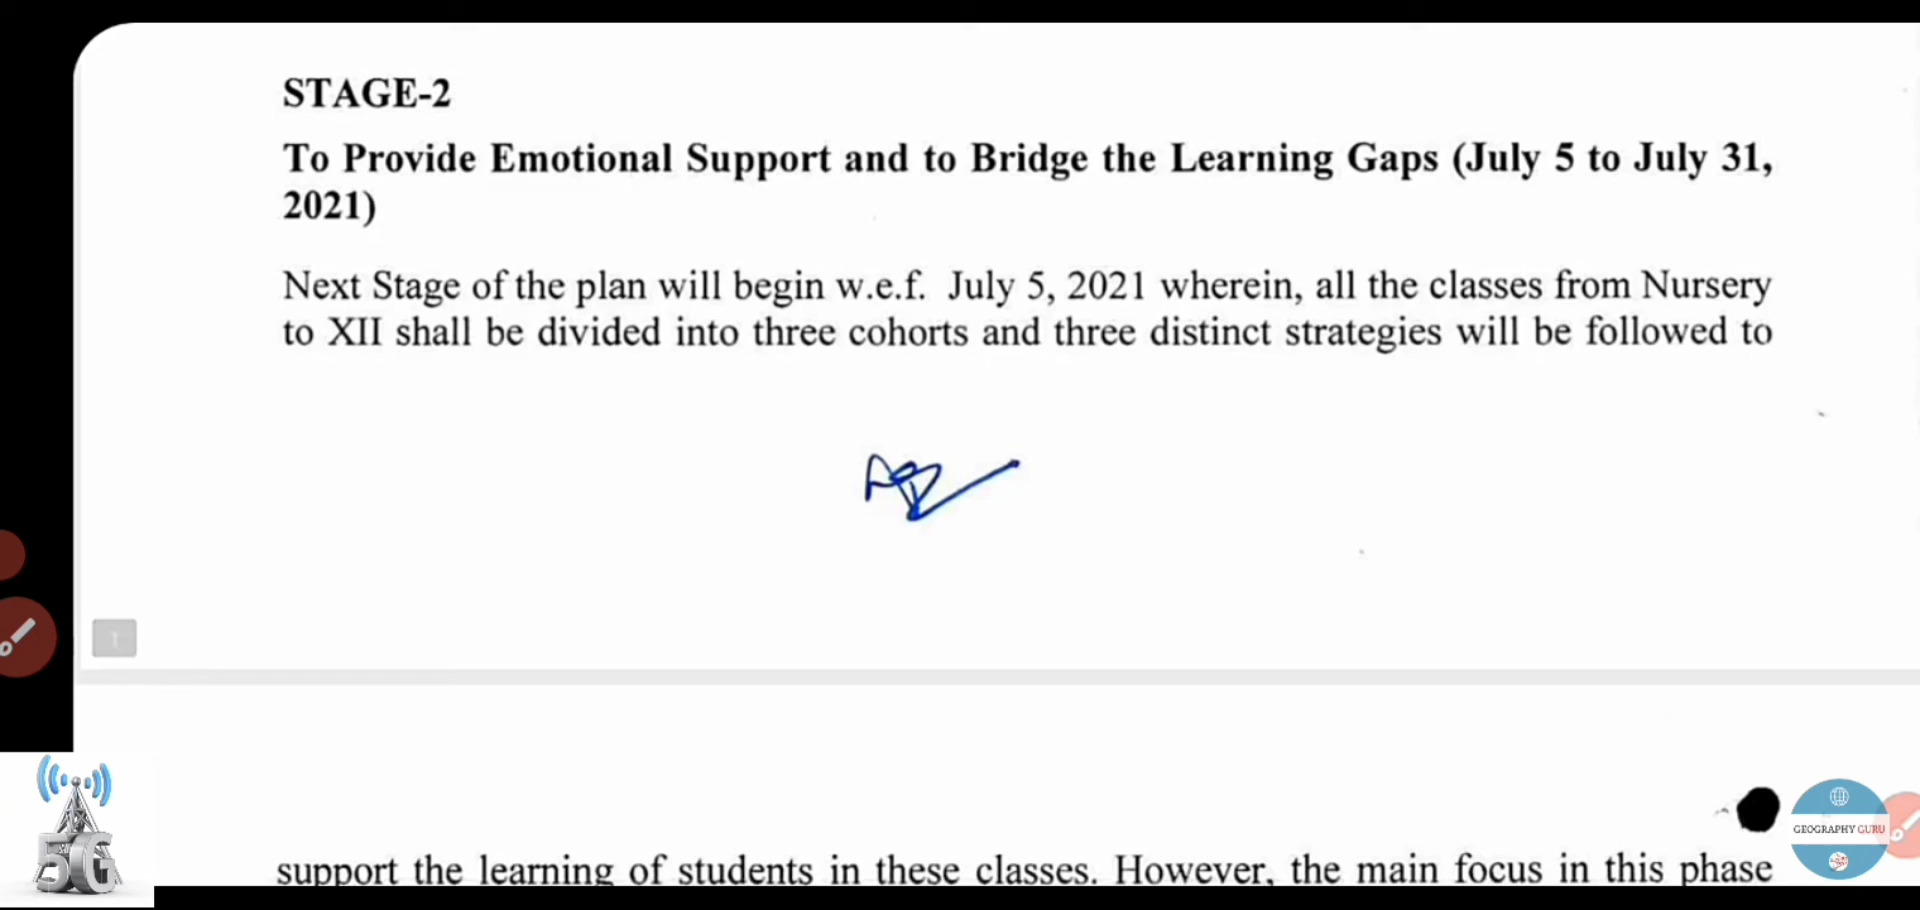 STAGE-2
To Provide Emotional Support and to Bridge the Learning Gaps (July 5 to July 31,
2021)
Next Stage of the plan will begin w.e.f. July 5, 2021 wherein, all the classes from Nursery
to XII shall be divided into three cohorts and three distinct strategies will be followed to
1
support the learning of students in these classes. However, the main focus in this phase
5G
GEOGRAPHY GURU